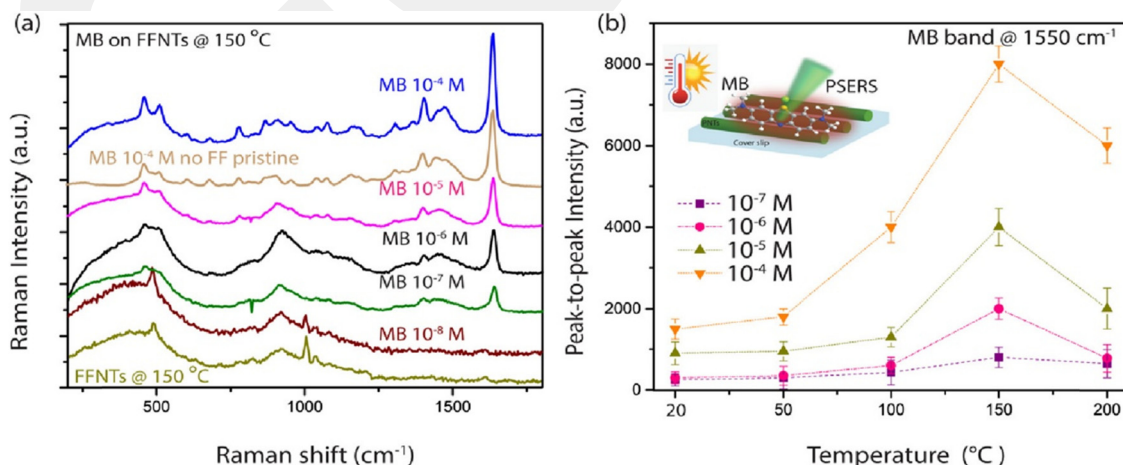 (a)
MB on FFNTs @ 150 °C
MB 10-4 M
MB 10-4 M no FF pristine
MB 10-5 M
MB 10-6 M
MB 10-7 M
MB 10-8 M
FFNTs @ 150 °C
Raman Intensity (a.u.)
500 1000 1500
Raman shift (cm-1)
(b)
MB band @ 1550 cm-1
MB PSERS
Cover slip
10-7 M
10-6 M
10-5 M
10-4 M
Peak-to-peak Intensity (a.u.)
8000
6000
4000
2000
0
20 50 100 150 200
Temperature (°C)